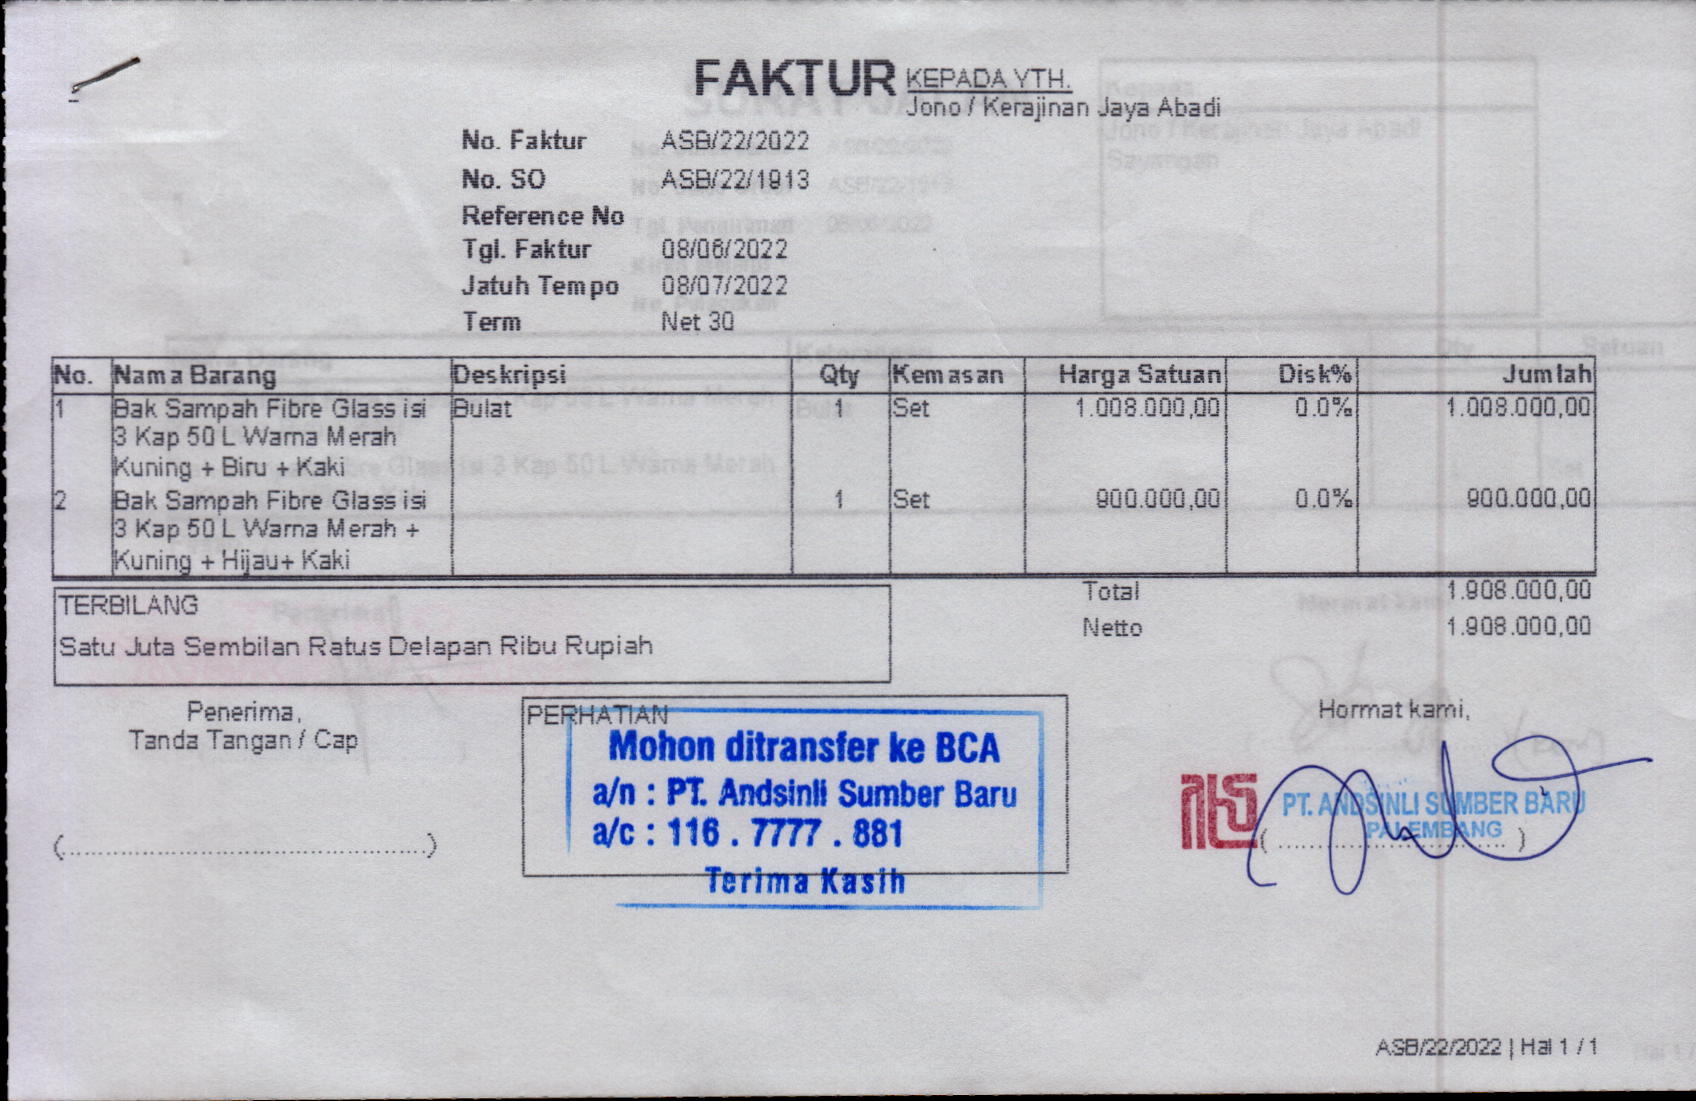 FAKTUR
KEPADA YTH.
Jono / Kerajinan Jaya Abadi
No. Faktur ASB/22/2022
No. SO ASB/22/1913
Reference No
Tgl. Faktur 08/06/2022
Jatuh Tempo 08/07/2022
Term Net 30
No. Nama Barang Deskripsi Qty Kemasan Harga Satuan Disk% Jumlah
1 Bak Sampah Fibre Glass isi Bulat 1 Set 1.008.000,00 0.0% 1.008.000,00
3 Kap 50 L Warna Merah
Kuning + Biru + Kaki
2 Bak Sampah Fibre Glass isi 1 Set 900.000,00 0.0% 900.000,00
3 Kap 50 L Warna Merah +
Kuning + Hijau+ Kaki
Total 1.908.000,00
Netto 1.908.000,00
TERBILANG
Satu Juta Sembilan Ratus Delapan Ribu Rupiah
Penerima,
Tanda Tangan / Cap
(..........................................)
PERHATIAN
Mohon ditransfer ke BCA
a/n : PT. Andsinli Sumber Baru
a/c : 116 . 7777 . 881
Terima Kasih
Hormat kami,
PT. ANDSINLI SUMBER BARU
PALEMBANG
(..........................)
ASB/22/2022 | Hal 1 / 1